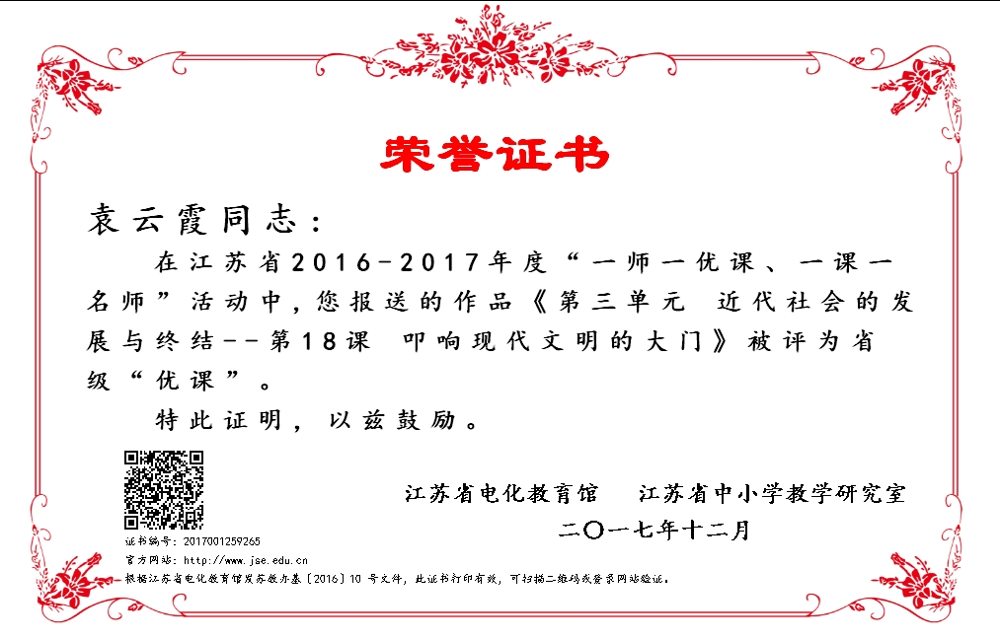 荣誉证书
袁云霞同志:
在江苏省2016-2017年度“一师一优课、一课一
名师”活动中,您报送的作品《第三单元 近代社会的发
展与终结--第18课 叩响现代文明的大门》被评为省
级“优课”。
特此证明, 以兹鼓励。
江苏省电化教育馆 江苏省中小学教学研究室
二〇一七年十二月
证书编号: 2017001259265
官方网站: http://www.jse.edu.cn
根据江苏省电化教育馆发苏教办基〔2016〕10 号文件, 此证书打印有效, 可扫描二维码或登录网站验证。